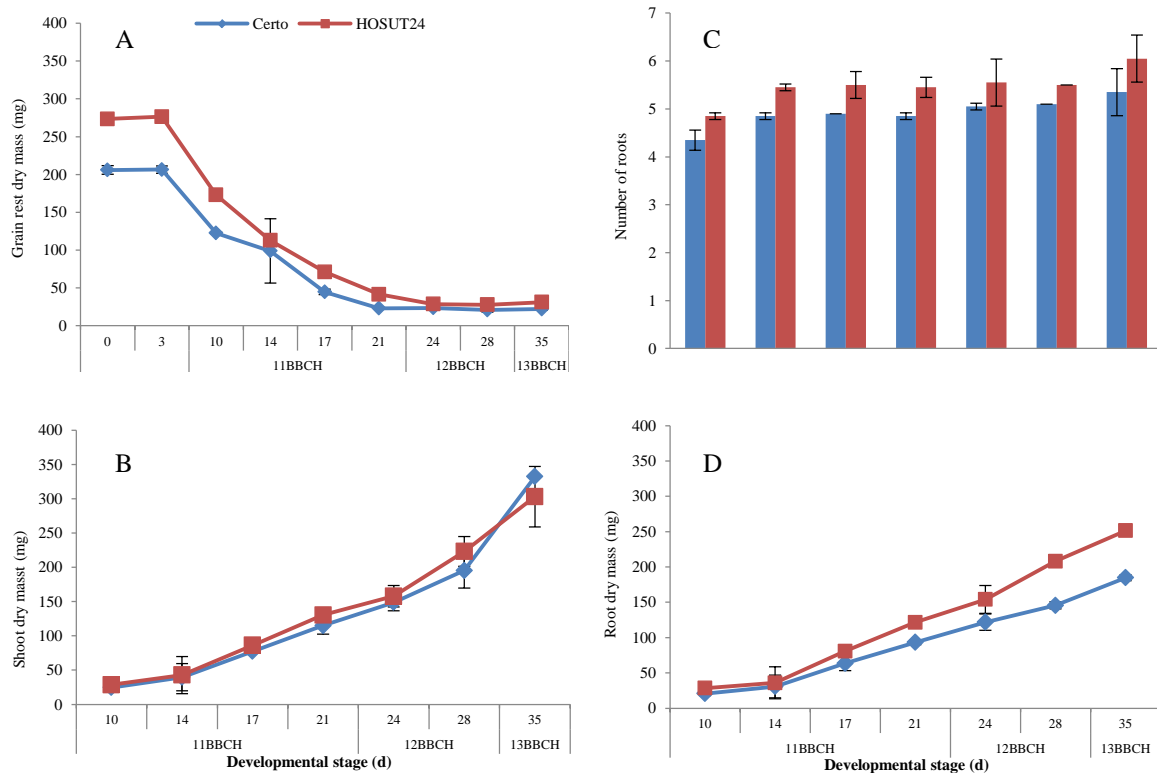 Certo HOSUT24
A
Grain rest dry mass (mg)
400
350
300
250
200
150
100
50
0
0 3 10 14 17 21 24 28 35
11BBCH 12BBCH 13BBCH
C
Number of roots
7
6
5
4
3
2
1
0
B
Shoot dry masst (mg)
400
350
300
250
200
150
100
50
0
10 14 17 21 24 28 35
11BBCH 12BBCH 13BBCH
Developmental stage (d)
D
Root dry mass (mg)
400
350
300
250
200
150
100
50
0
10 14 17 21 24 28 35
11BBCH 12BBCH 13BBCH
Developmental stage (d)